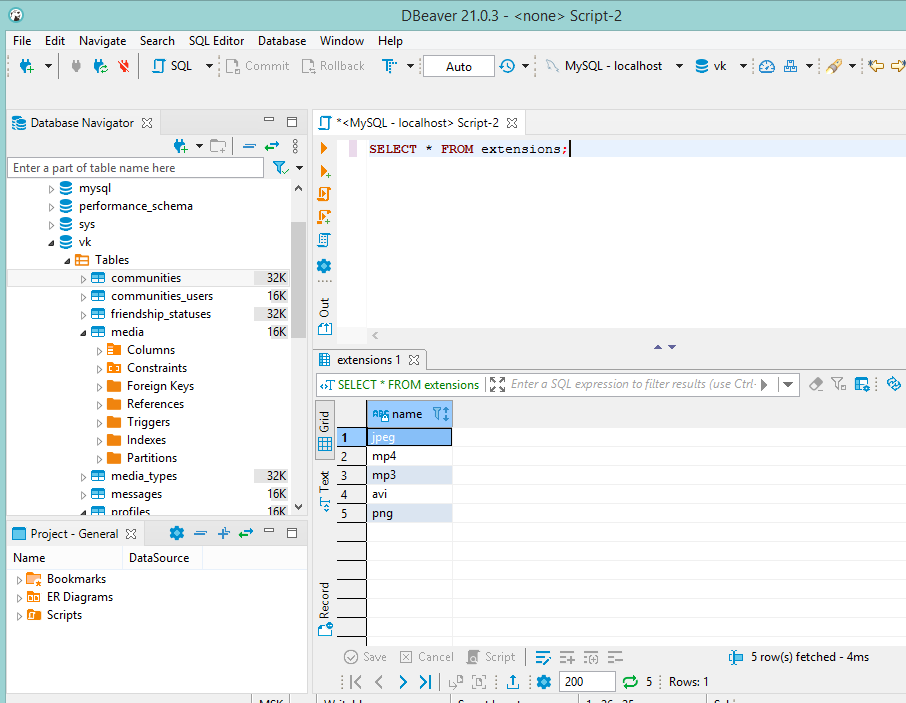 DBeaver 21.0.3 - <none> Script-2
File Edit Navigate Search SQL Editor Database Window Help
SQL Commit Rollback Auto MySQL - localhost vk
Database Navigator
Enter a part of table name here
mysql
performance_schema
sys
vk
Tables
communities 32K
communities_users 16K
friendship_statuses 32K
media 16K
Columns
Constraints
Foreign Keys
References
Triggers
Indexes
Partitions
media_types 32K
messages 16K
profiles 16K
Project - General
Name DataSource
Bookmarks
ER Diagrams
Scripts
*<MySQL - localhost> Script-2
SELECT * FROM extensions;
Out
extensions 1
SELECT * FROM extensions Enter a SQL expression to filter results (use Ctrl-
Grid
Text
Record
ABC name
1 jpeg
2 mp4
3 mp3
4 avi
5 png
Save Cancel Script 5 row(s) fetched - 4ms
200 5 Rows: 1
MSK